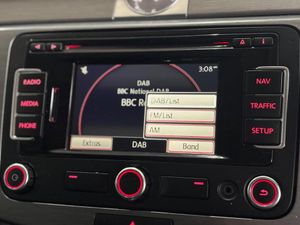 3:08
RADIO
MEDIA
PHONE
DAB
BBC National DAB
BBC
DAB/List
FM/List
AM
Extras
DAB
Band
NAV
TRAFFIC
SETUP